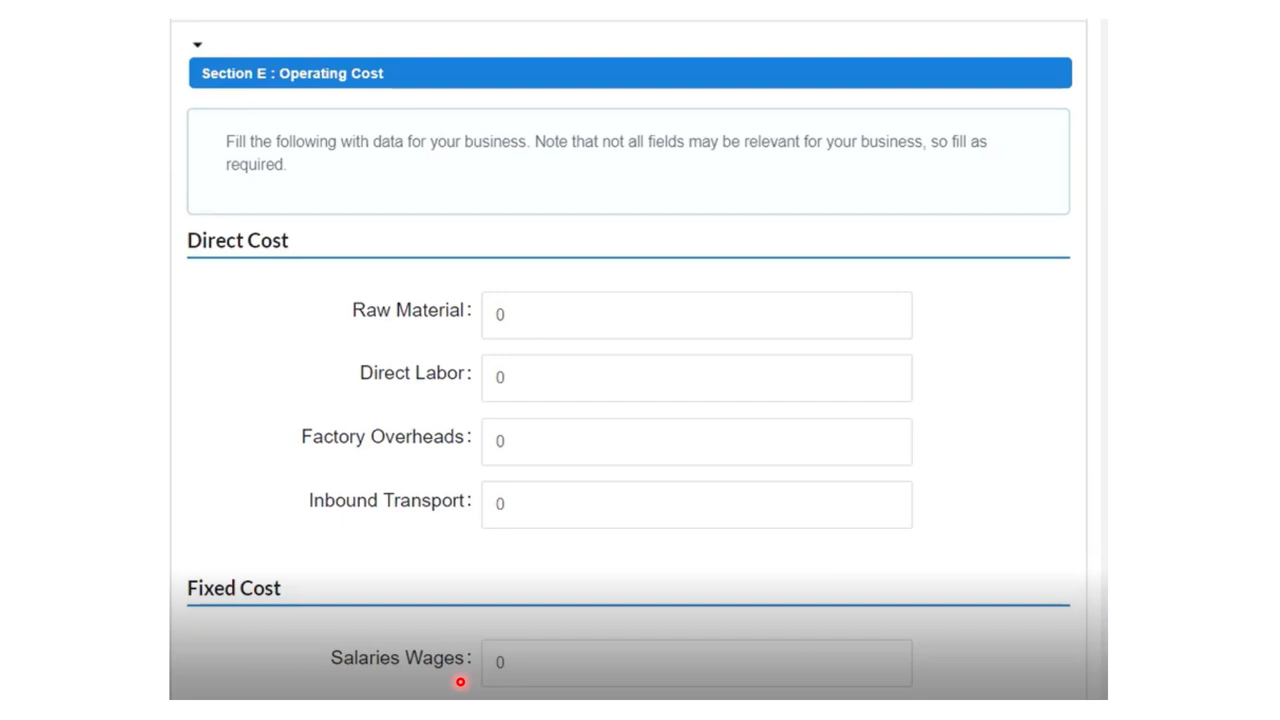 Section E : Operating Cost
Fill the following with data for your business. Note that not all fields may be relevant for your business, so fill as
required.
Direct Cost
Raw Material: 0
Direct Labor: 0
Factory Overheads: 0
Inbound Transport: 0
Fixed Cost
Salaries Wages: 0